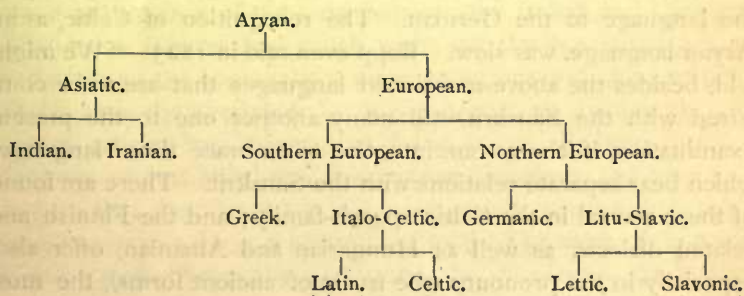 Aryan.
Asiatic. European.
Indian. Iranian. Southern European. Northern European.
Greek. Italo-Celtic. Germanic. Litu-Slavic.
Latin. Celtic. Lettic. Slavonic.